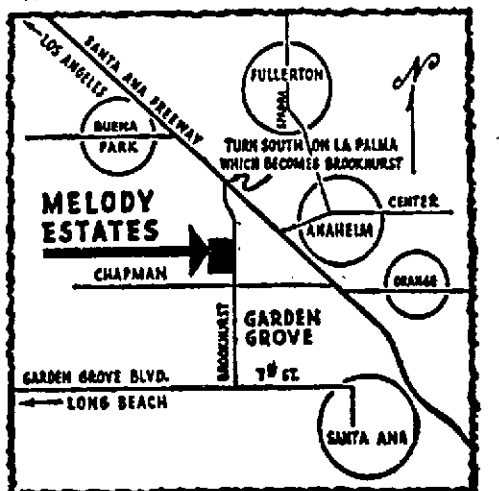 LOS ANGELES
SANTA ANA FREEWAY
FULLERTON
SPADRA
N
BUENA
PARK
TURN SOUTH ON LA PALMA
WHICH BECOMES BROOKHURST
MELODY
ESTATES
CENTER
ANAHEIM
CHAPMAN
ORANGE
BROOKHURST
GARDEN
GROVE
GARDEN GROVE BLVD.
7th ST.
LONG BEACH
SANTA ANA